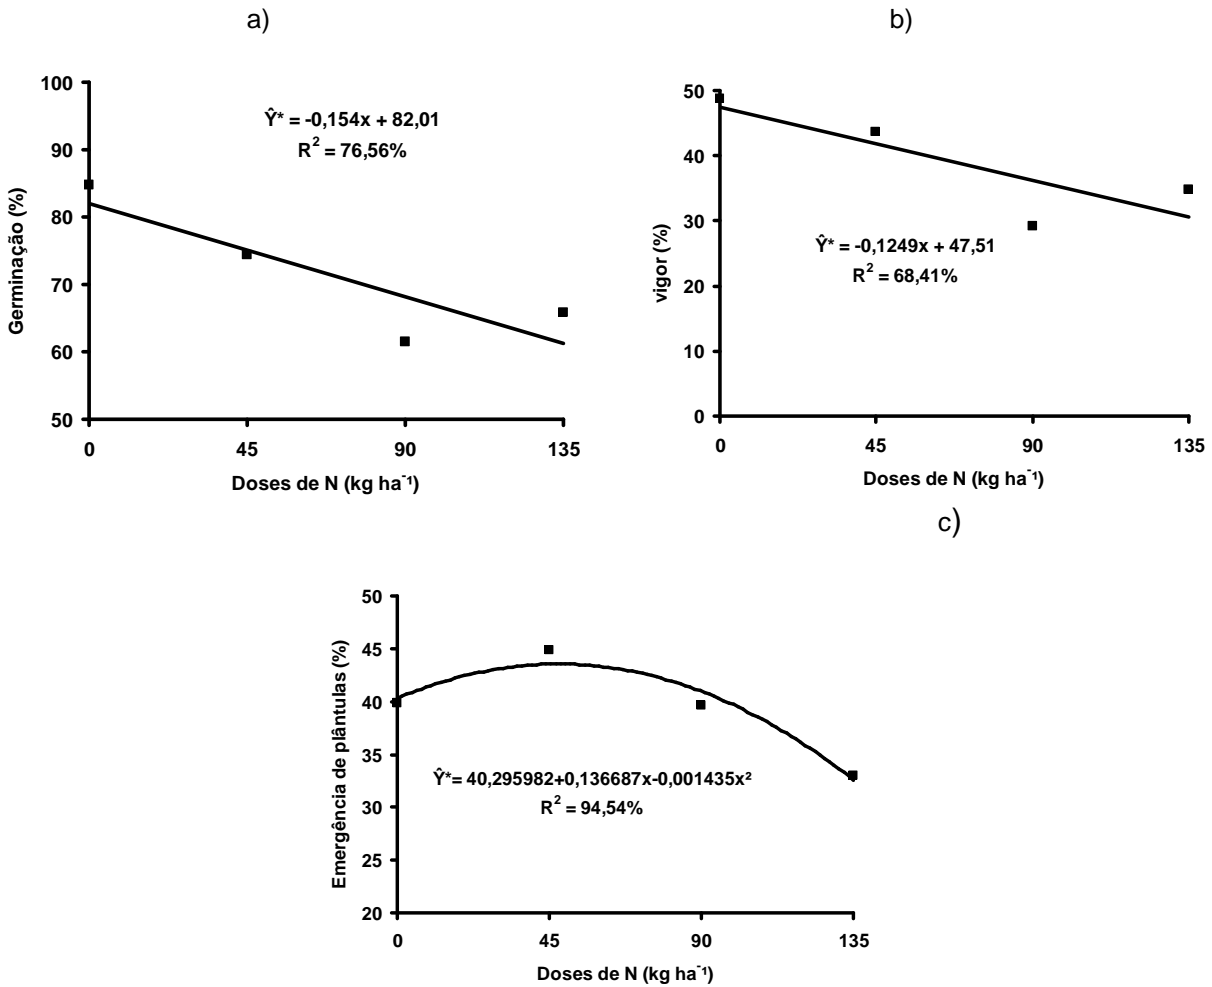 a)
100
90
80
70
60
50
Germinação (%)
Ŷ* = -0,154x + 82,01
R² = 76,56%
0 45 90 135
Doses de N (kg ha⁻¹)
b)
50
40
30
20
10
0
vigor (%)
Ŷ* = -0,1249x + 47,51
R² = 68,41%
0 45 90 135
Doses de N (kg ha⁻¹)
c)
50
45
40
35
30
25
20
Emergência de plântulas (%)
Ŷ*= 40,295982+0,136687x-0,001435x²
R² = 94,54%
0 45 90 135
Doses de N (kg ha⁻¹)